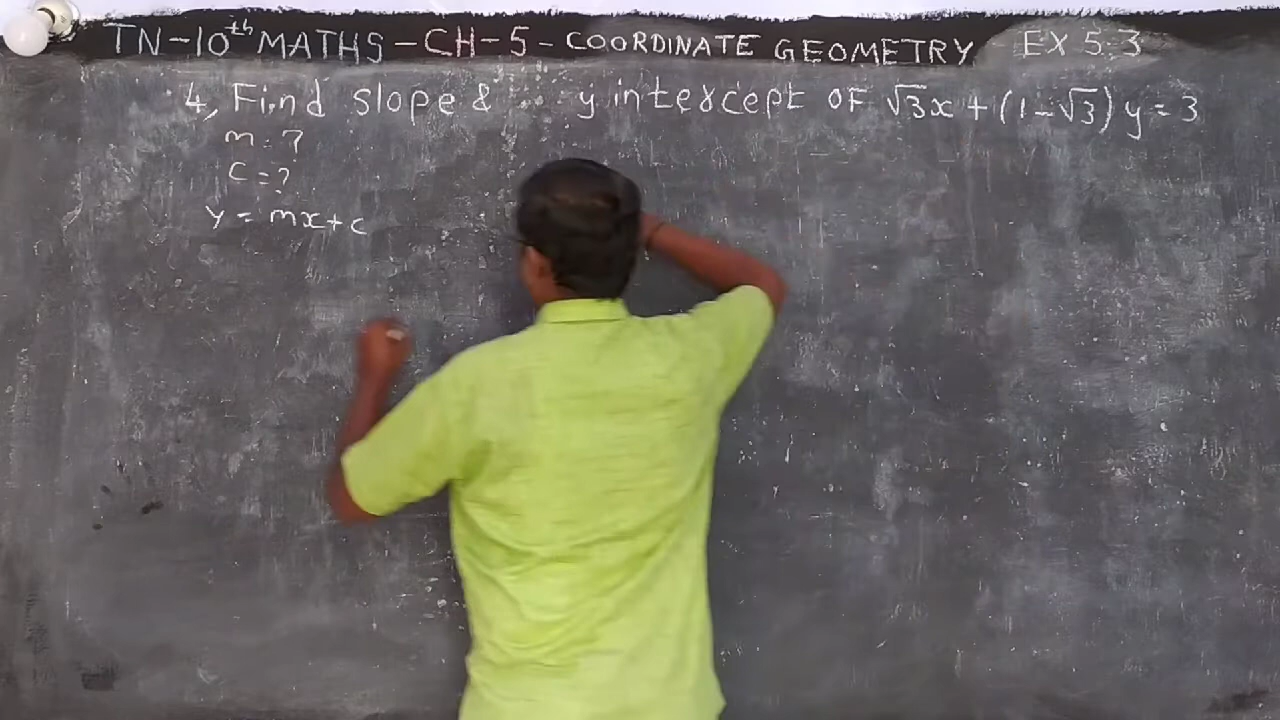 TN-10th MATHS-CH-5-COORDINATE GEOMETRY EX 5.3
4, Find slope & y intercept OF √3x + (1-√3) y = 3
m = ?
C = ?
y = mx+c